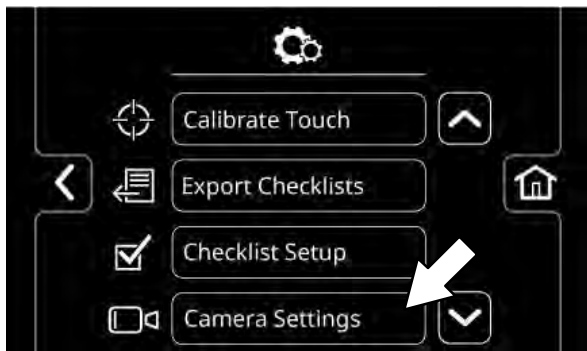 Calibrate Touch
Export Checklists
Checklist Setup
Camera Settings